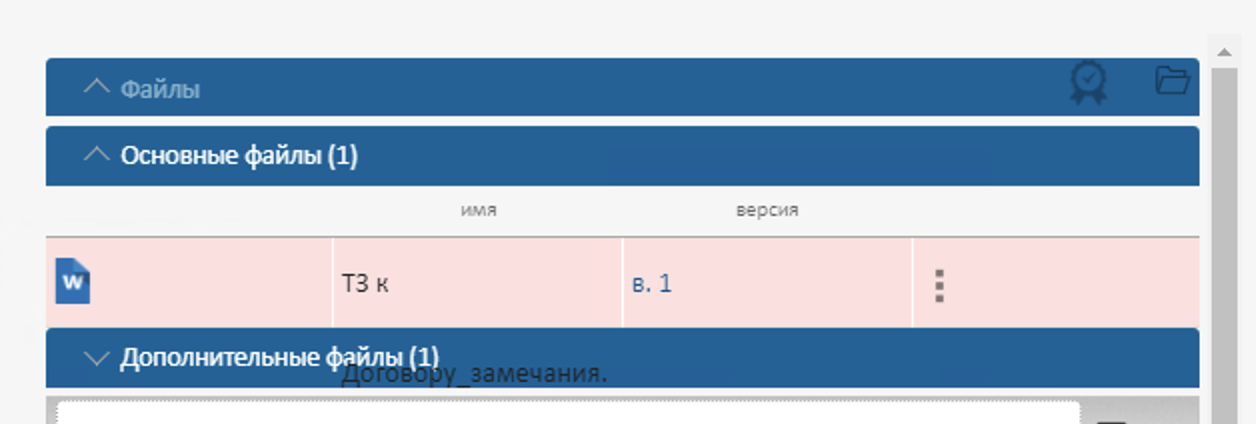 Файлы
Основные файлы (1)
имя версия
W ТЗ к в. 1
Дополнительные файлы (1)
Договору_замечания.